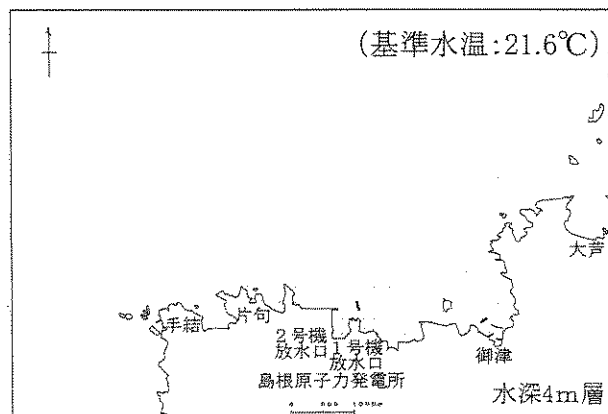 (基準水温:21.6℃)
大芦
手結
片句
2号機
放水口
1号機
放水口
御津
島根原子力発電所
水深4m層